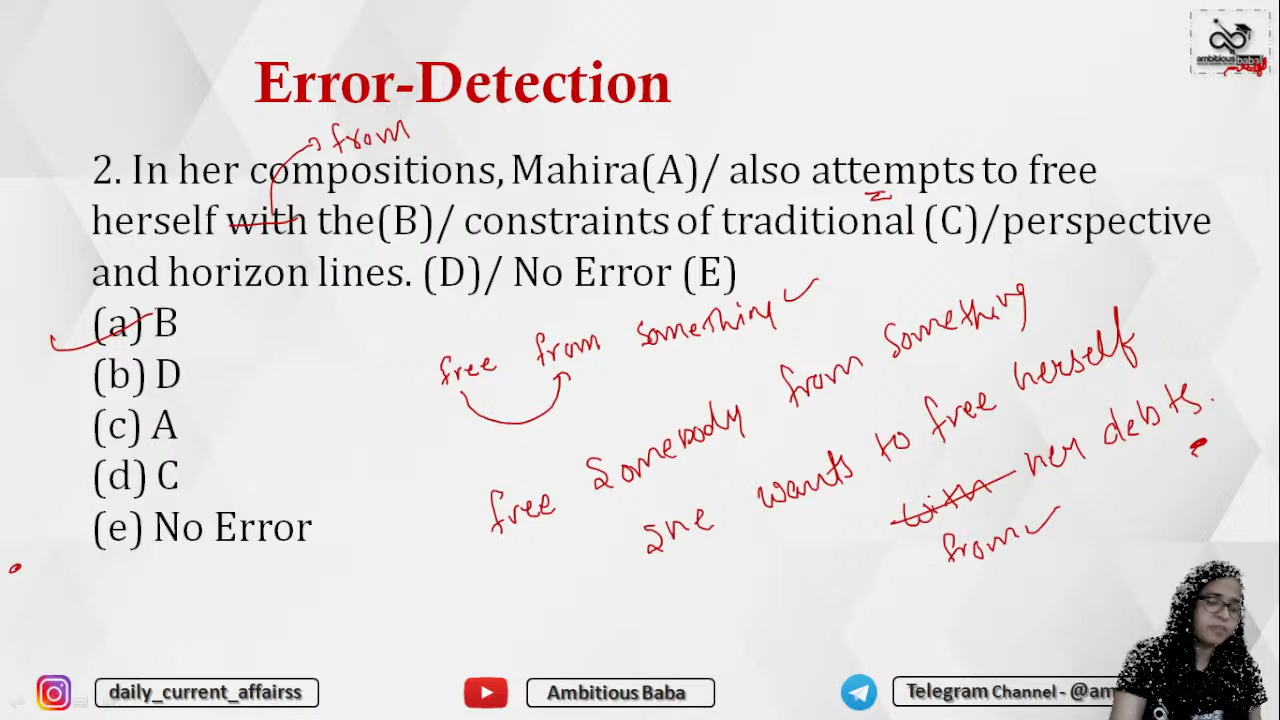 ambitious baba
Error-Detection
from
2. In her compositions, Mahira(A)/ also attempts to free
herself with the(B)/ constraints of traditional (C)/perspective
and horizon lines. (D)/ No Error (E)
(a) B
(b) D
(c) A
(d) C
(e) No Error
free from something
free somebody from something
she wants to free herself
with her debts.
from
daily_current_affairss
Ambitious Baba
Telegram Channel - @am